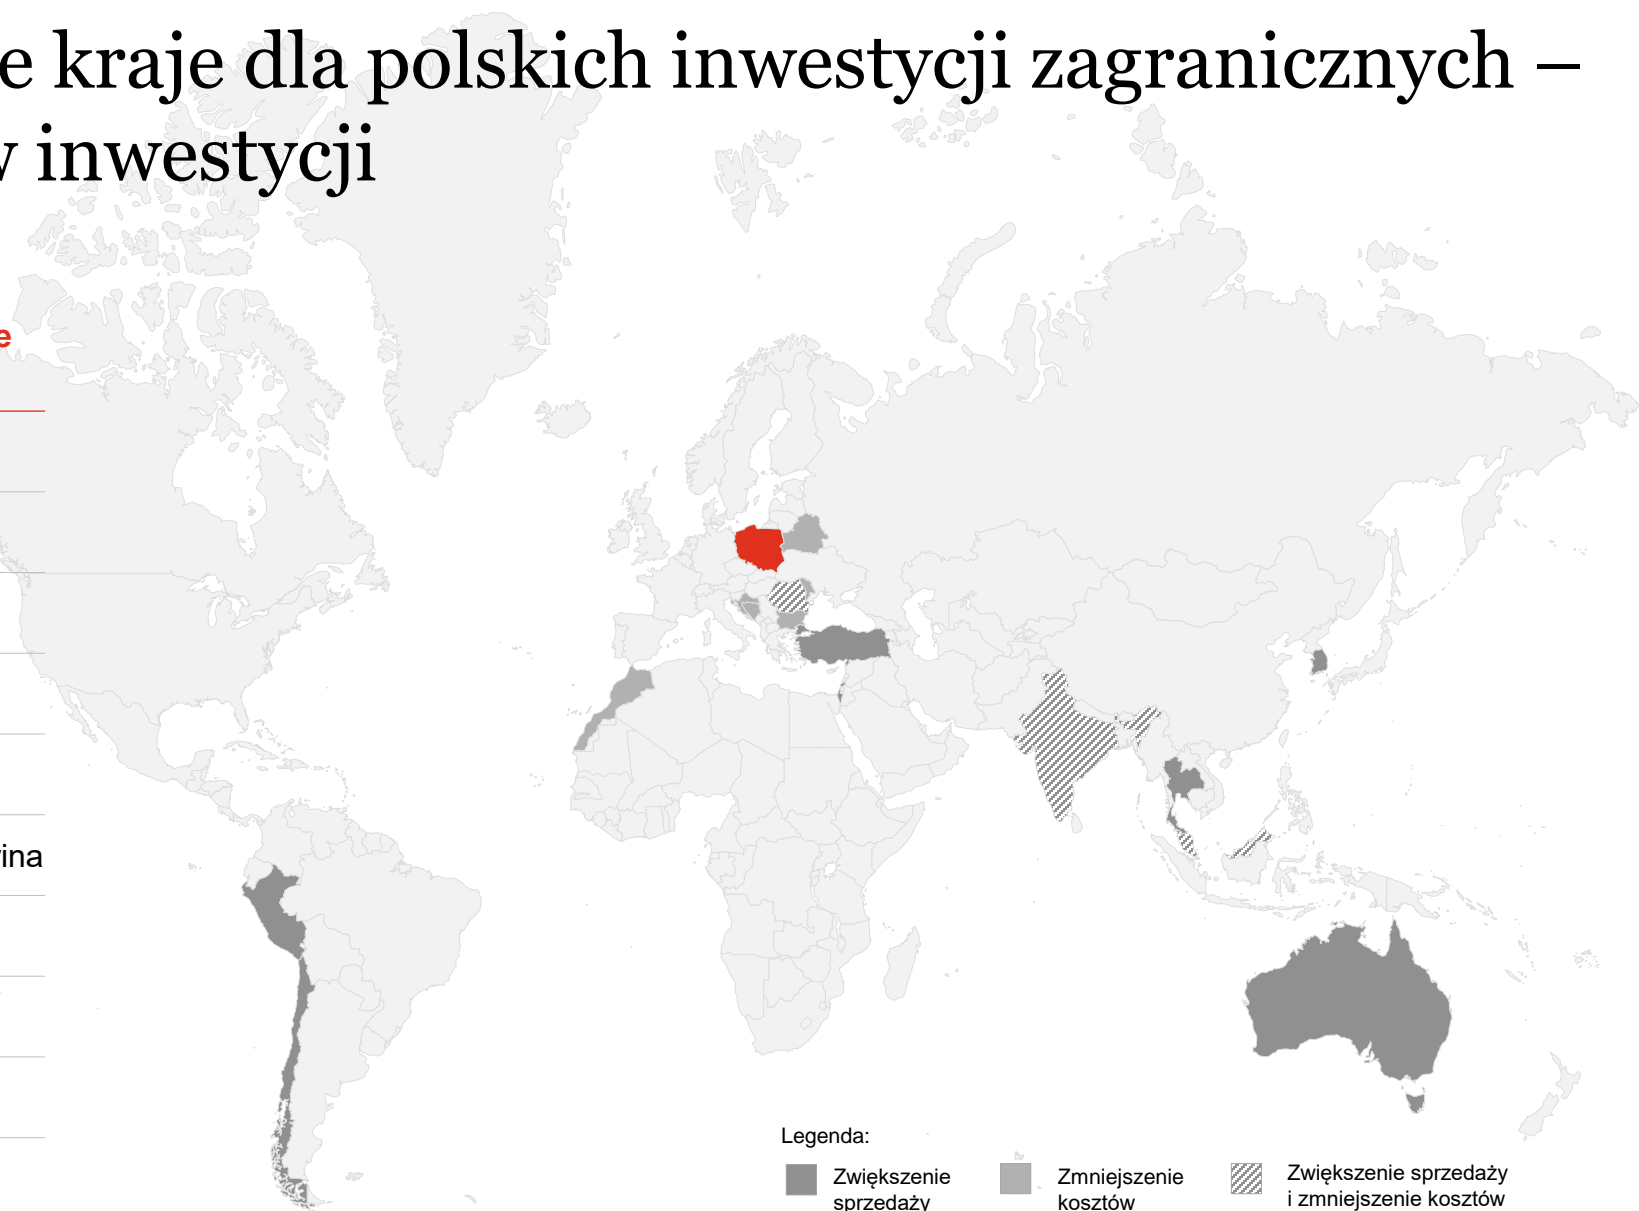 e kraje dla polskich inwestycji zagranicznych –
w inwestycji
e
ina
Legenda:
Zwiększenie
sprzedaży
Zmniejszenie
kosztów
Zwiększenie sprzedaży
i zmniejszenie kosztów